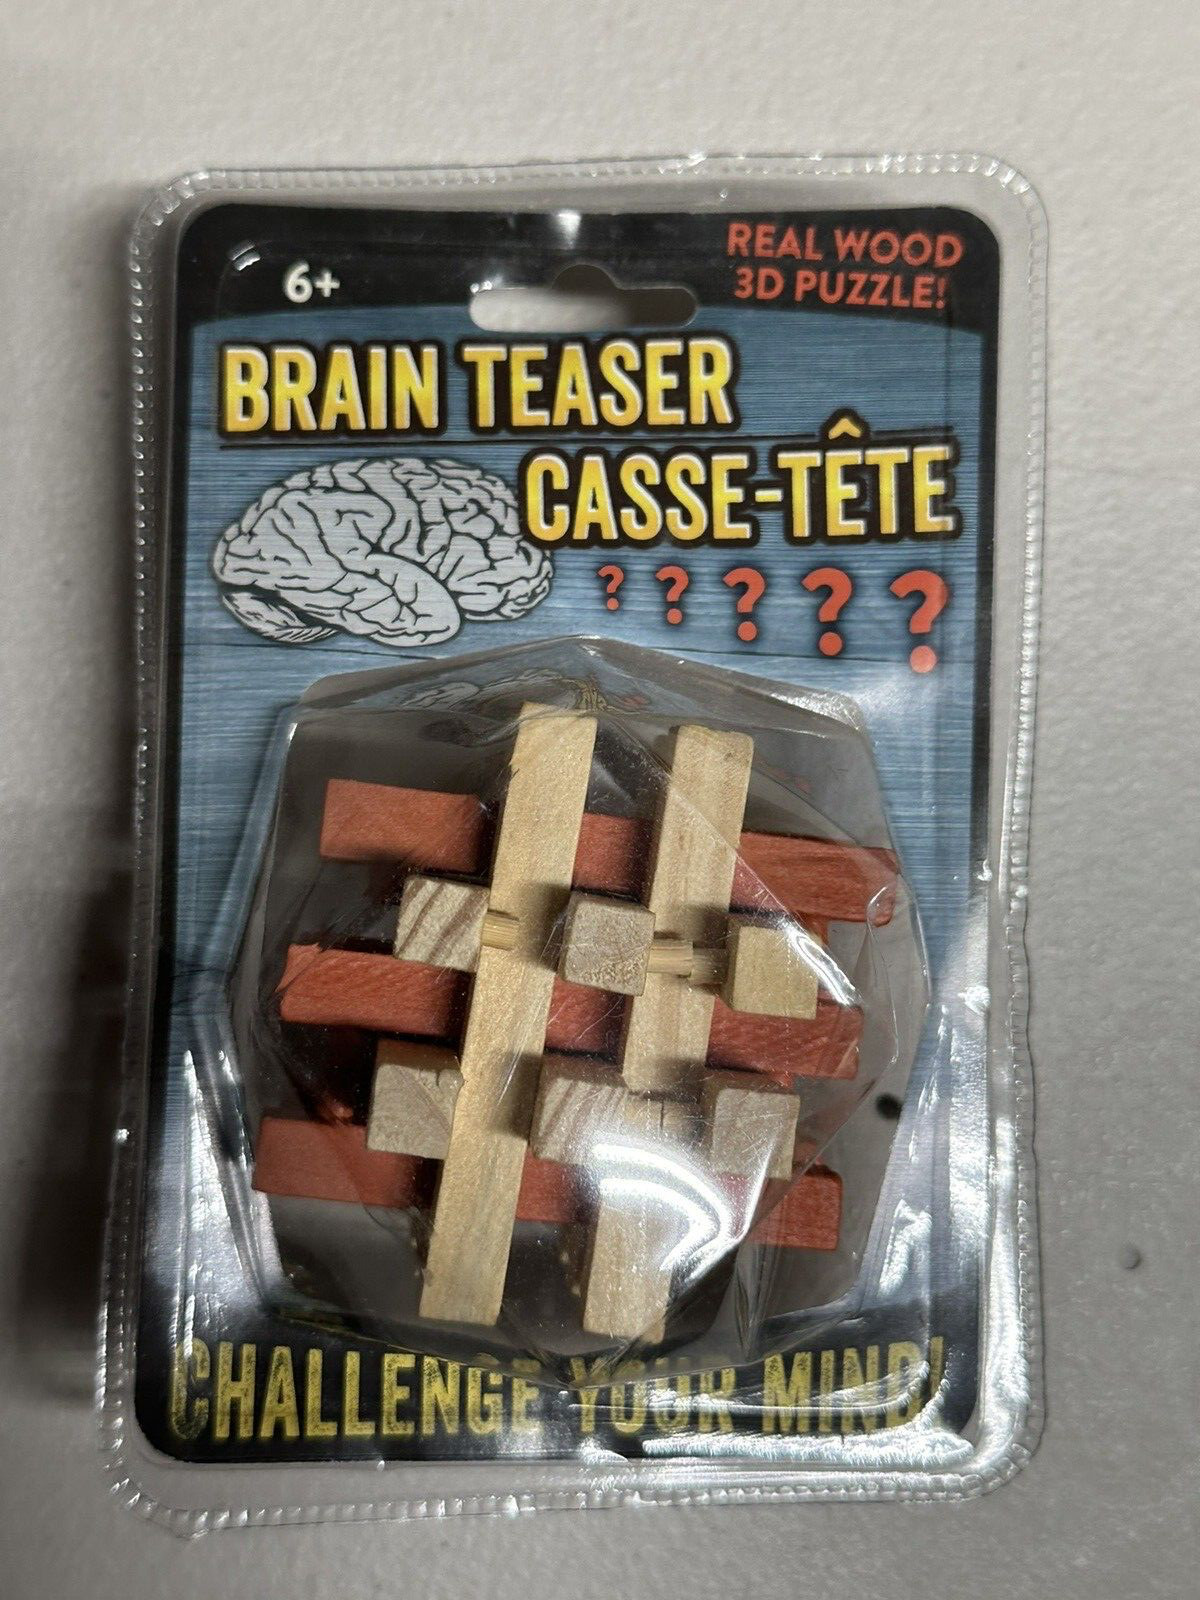 6+
REAL WOOD
3D PUZZLE!
BRAIN TEASER
CASSE-TÊTE
? ? ? ? ?
CHALLENGE YOUR MIND!